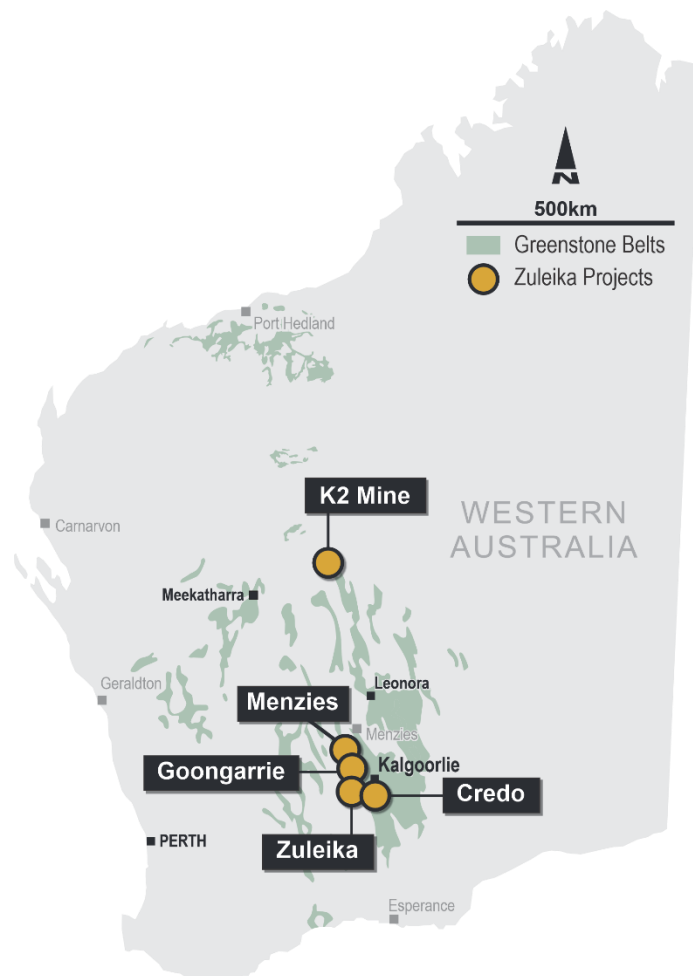 N
500km
Greenstone Belts
Zuleika Projects
Port Hedland
K2 Mine
WESTERN
AUSTRALIA
Carnarvon
Meekatharra
Leonora
Geraldton
Menzies
Menzies
Kalgoorlie
Goongarrie
Credo
PERTH
Zuleika
Esperance